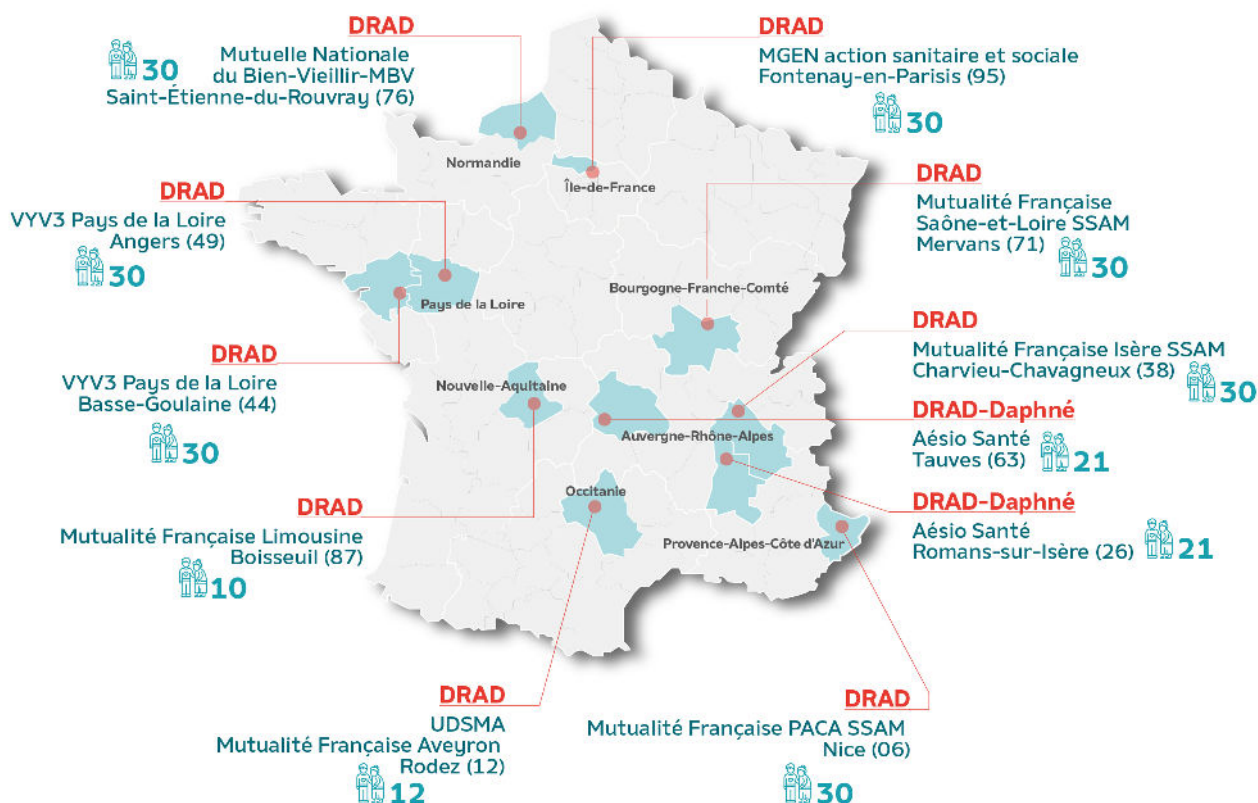 DRAD
Mutuelle Nationale
du Bien-Vieillir-MBV
Saint-Étienne-du-Rouvray (76)
30
DRAD
MGEN action sanitaire et sociale
Fontenay-en-Parisis (95)
30
Normandie
Île-de-France
DRAD
VYV3 Pays de la Loire
Angers (49)
30
DRAD
Mutualité Française
Saône-et-Loire SSAM
Mervans (71)
30
Bourgogne-Franche-Comté
Pays de la Loire
DRAD
VYV3 Pays de la Loire
Basse-Goulaine (44)
30
DRAD
Mutualité Française Isère SSAM
Charvieu-Chavagneux (38)
30
Nouvelle-Aquitaine
Auvergne-Rhône-Alpes
DRAD-Daphné
Aésio Santé
Tauves (63)
21
DRAD
Mutualité Française Limousine
Boisseuil (87)
10
Occitanie
Provence-Alpes-Côte d'Azur
DRAD-Daphné
Aésio Santé
Romans-sur-Isère (26)
21
DRAD
UDSMA
Mutualité Française Aveyron
Rodez (12)
12
DRAD
Mutualité Française PACA SSAM
Nice (06)
30